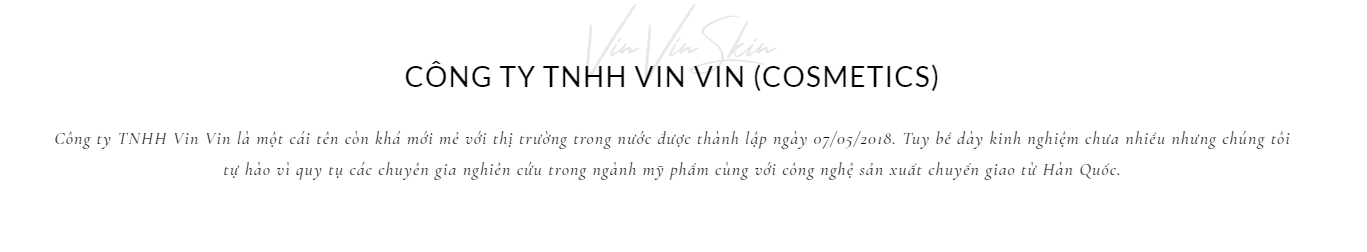 Vin Vin Skin
CÔNG TY TNHH VIN VIN (COSMETICS)
Công ty TNHH Vin Vin là một cái tên còn khá mới mẻ với thị trường trong nước được thành lập ngày 07/05/2018. Tuy bề dày kinh nghiệm chưa nhiều nhưng chúng tôi
tự hào vì quy tụ các chuyên gia nghiên cứu trong ngành mỹ phẩm cùng với công nghệ sản xuất chuyển giao từ Hàn Quốc.